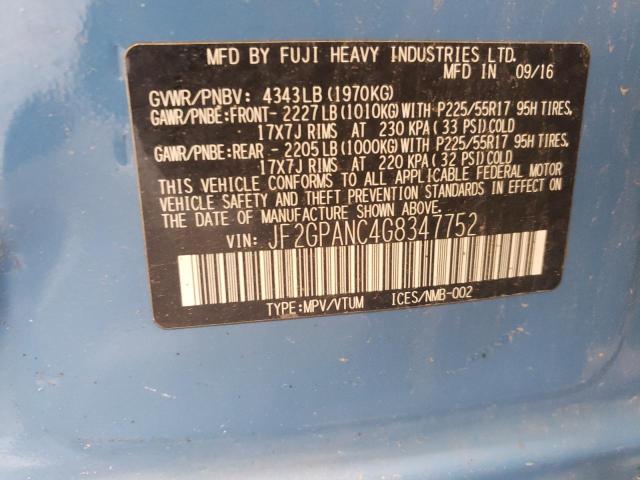 MFD BY FUJI HEAVY INDUSTRIES LTD.
MFD IN 09/16
GVWR/PNBV: 4343LB(1970KG)
GAWR/PNBE:FRONT- 2227LB(1010KG)WITH P225/55R17 95H TIRES,
17X7J RIMS AT 230 KPA(33 PSI)COLD
GAWR/PNBE:REAR - 2205LB(1000KG)WITH P225/55R17 95H TIRES,
17X7J RIMS AT 220 KPA(32 PSI)COLD
THIS VEHICLE CONFORMS TO ALL APPLICABLE FEDERAL MOTOR
VEHICLE SAFETY AND THEFT PREVENTION STANDARDS IN EFFECT ON
THE DATE OF MANUFACTURE SHOWN ABOVE.
VIN: JF2GPANC4G8347752
TYPE:MPV/VTUM ICES/NMB-002